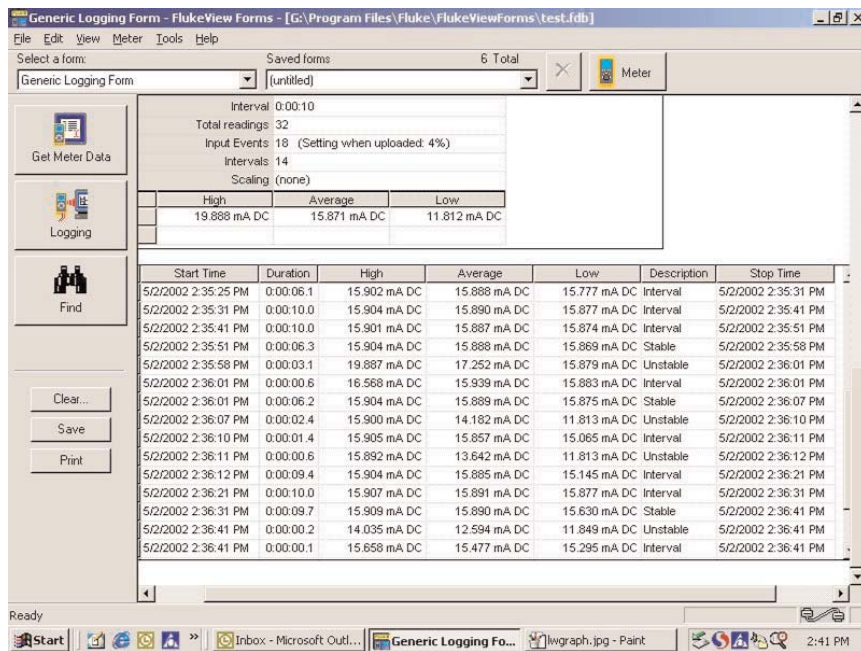 Generic Logging Form - FlukeView Forms - [G:\Program Files\Fluke\FlukeViewForms\test.fdb]
File Edit View Meter Tools Help
Select a form: Saved forms 6 Total
Generic Logging Form (untitled) Meter
Get Meter Data
Logging
Find
Clear...
Save
Print
Interval 0:00:10
Total readings 32
Input Events 18 (Setting when uploaded: 4%)
Intervals 14
Scaling (none)
High Average Low
19.888 mA DC 15.871 mA DC 11.812 mA DC
Start Time Duration High Average Low Description Stop Time
5/2/2002 2:35:25 PM 0:00:06.1 15.902 mA DC 15.888 mA DC 15.777 mA DC Interval 5/2/2002 2:35:31 PM
5/2/2002 2:35:31 PM 0:00:10.0 15.904 mA DC 15.890 mA DC 15.877 mA DC Interval 5/2/2002 2:35:41 PM
5/2/2002 2:35:41 PM 0:00:10.0 15.901 mA DC 15.887 mA DC 15.874 mA DC Interval 5/2/2002 2:35:51 PM
5/2/2002 2:35:51 PM 0:00:06.3 15.904 mA DC 15.888 mA DC 15.869 mA DC Stable 5/2/2002 2:35:58 PM
5/2/2002 2:35:58 PM 0:00:03.1 19.887 mA DC 17.252 mA DC 15.879 mA DC Unstable 5/2/2002 2:36:01 PM
5/2/2002 2:36:01 PM 0:00:00.6 16.568 mA DC 15.939 mA DC 15.883 mA DC Interval 5/2/2002 2:36:01 PM
5/2/2002 2:36:01 PM 0:00:06.2 15.904 mA DC 15.889 mA DC 15.875 mA DC Stable 5/2/2002 2:36:07 PM
5/2/2002 2:36:07 PM 0:00:02.4 15.900 mA DC 14.182 mA DC 11.813 mA DC Unstable 5/2/2002 2:36:10 PM
5/2/2002 2:36:10 PM 0:00:01.4 15.905 mA DC 15.857 mA DC 15.065 mA DC Interval 5/2/2002 2:36:11 PM
5/2/2002 2:36:11 PM 0:00:00.6 15.892 mA DC 13.642 mA DC 11.813 mA DC Unstable 5/2/2002 2:36:12 PM
5/2/2002 2:36:12 PM 0:00:09.4 15.904 mA DC 15.885 mA DC 15.145 mA DC Interval 5/2/2002 2:36:21 PM
5/2/2002 2:36:21 PM 0:00:10.0 15.907 mA DC 15.891 mA DC 15.877 mA DC Interval 5/2/2002 2:36:31 PM
5/2/2002 2:36:31 PM 0:00:09.7 15.909 mA DC 15.890 mA DC 15.630 mA DC Stable 5/2/2002 2:36:41 PM
5/2/2002 2:36:41 PM 0:00:00.2 14.035 mA DC 12.594 mA DC 11.849 mA DC Unstable 5/2/2002 2:36:41 PM
5/2/2002 2:36:41 PM 0:00:00.1 15.658 mA DC 15.477 mA DC 15.295 mA DC Interval 5/2/2002 2:36:41 PM
Ready
Start » Inbox - Microsoft Outl... Generic Logging Fo... lwgraph.jpg - Paint 2:41 PM